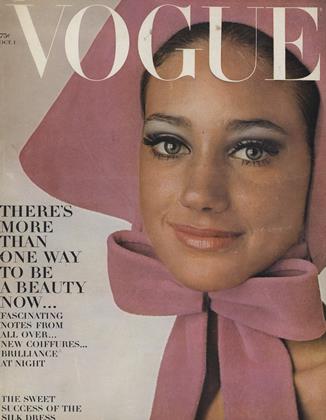 VOGUE
75¢
OCT. 1
THERE'S
MORE
THAN
ONE WAY
TO BE
A BEAUTY
NOW...
FASCINATING
NOTES FROM
ALL OVER...
NEW COIFFURES...
BRILLIANCE
AT NIGHT
THE SWEET
SUCCESS OF THE
SILK DRESS